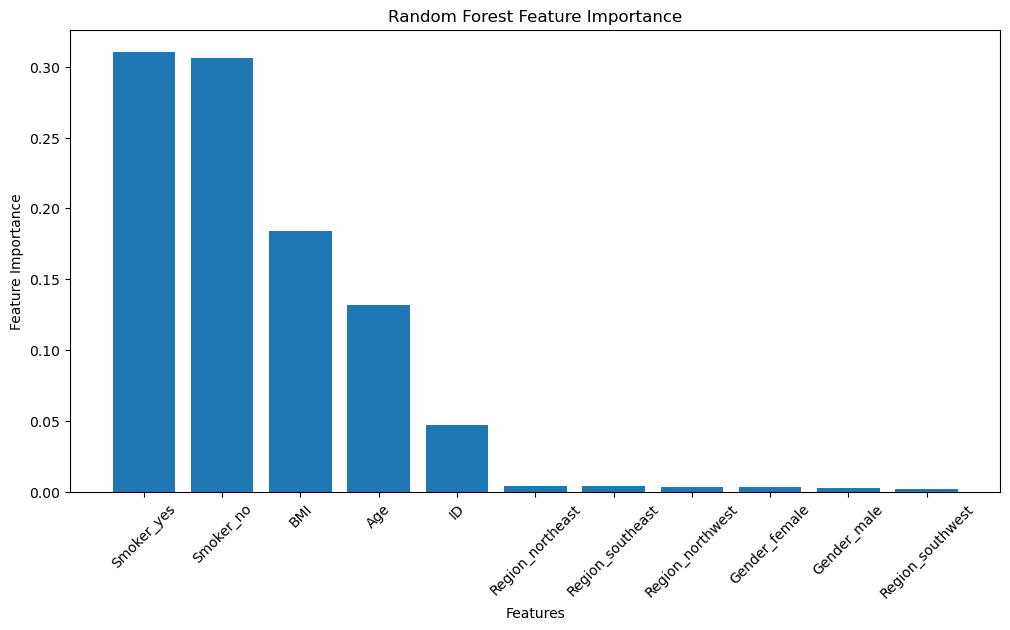 Random Forest Feature Importance
Feature Importance
0.30
0.25
0.20
0.15
0.10
0.05
0.00
Smoker_yes
Smoker_no
BMI
Age
ID
Region_northeast
Region_southeast
Region_northwest
Gender_female
Gender_male
Region_southwest
Features